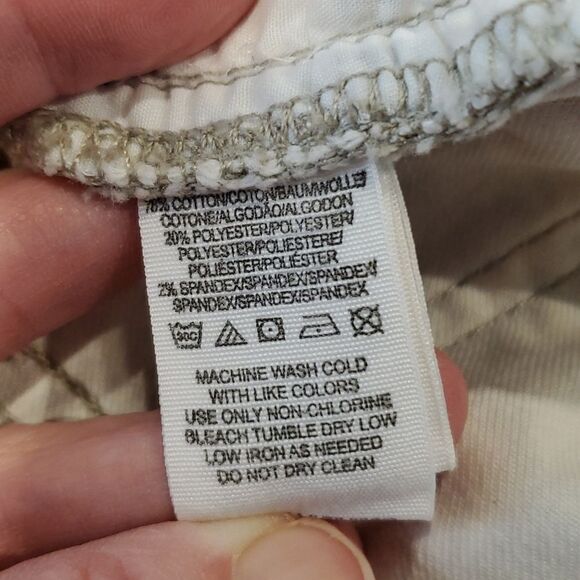 78% COTTON/COTON/BAUMWOLLE/
COTONE/ALGODÃO/ALGODON
20% POLYESTER/POLYESTER/
POLYESTER/POLIESTERE/
POLIÉSTER/POLIÉSTER
2% SPANDEX/SPANDEX/SPANDEX/
SPANDEX/SPANDEX/SPANDEX
30C
MACHINE WASH COLD
WITH LIKE COLORS
USE ONLY NON-CHLORINE
BLEACH TUMBLE DRY LOW
LOW IRON AS NEEDED
DO NOT DRY CLEAN